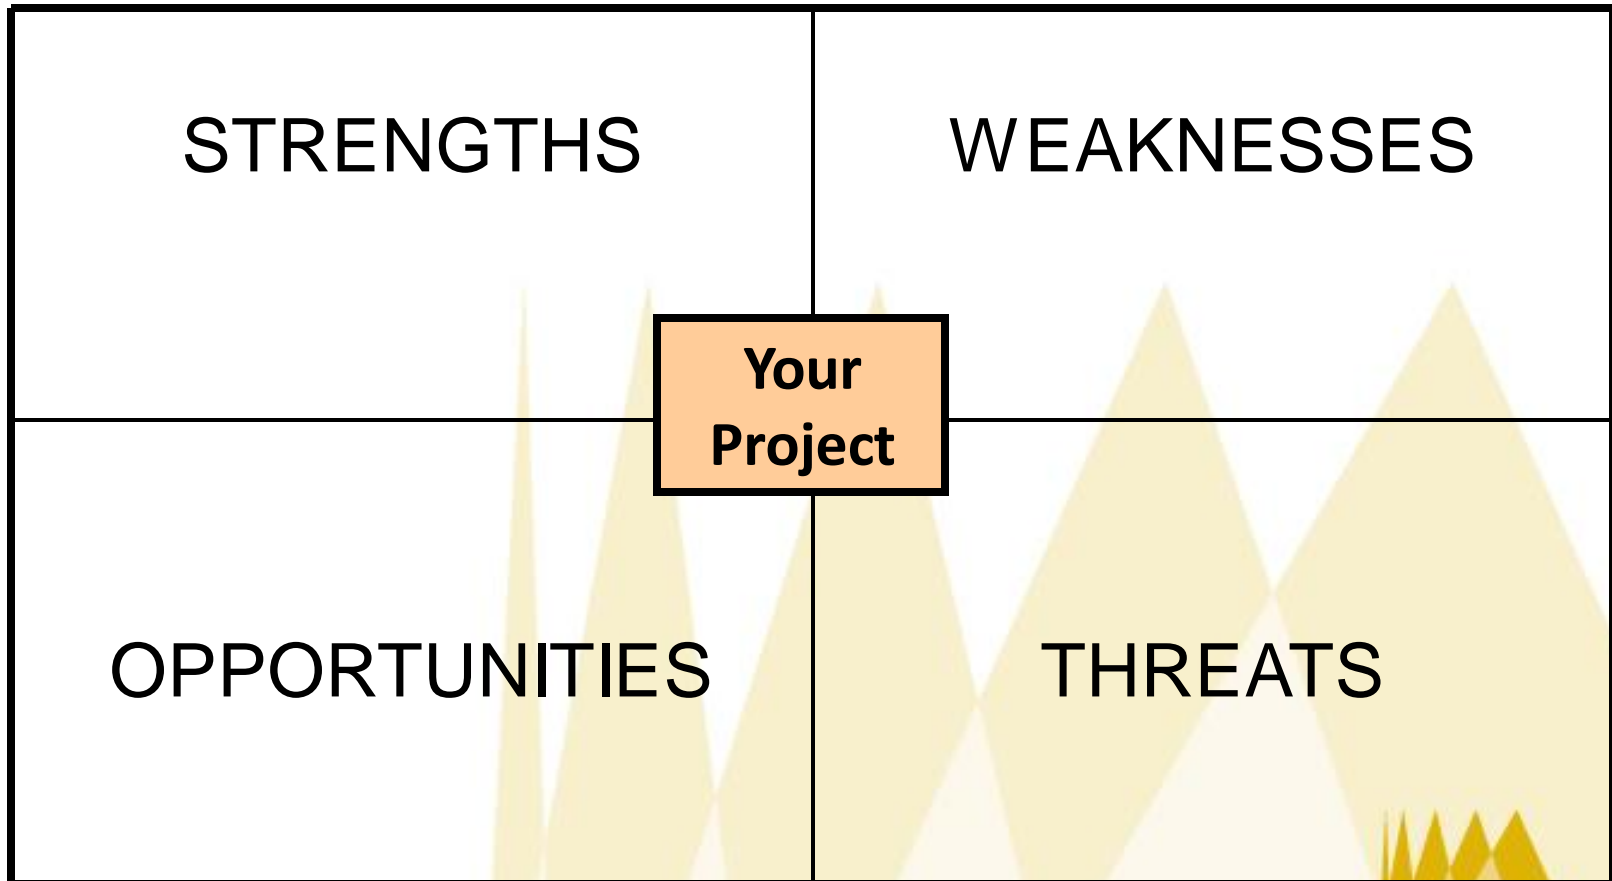 STRENGTHS
WEAKNESSES
Your
Project
OPPORTUNITIES
THREATS